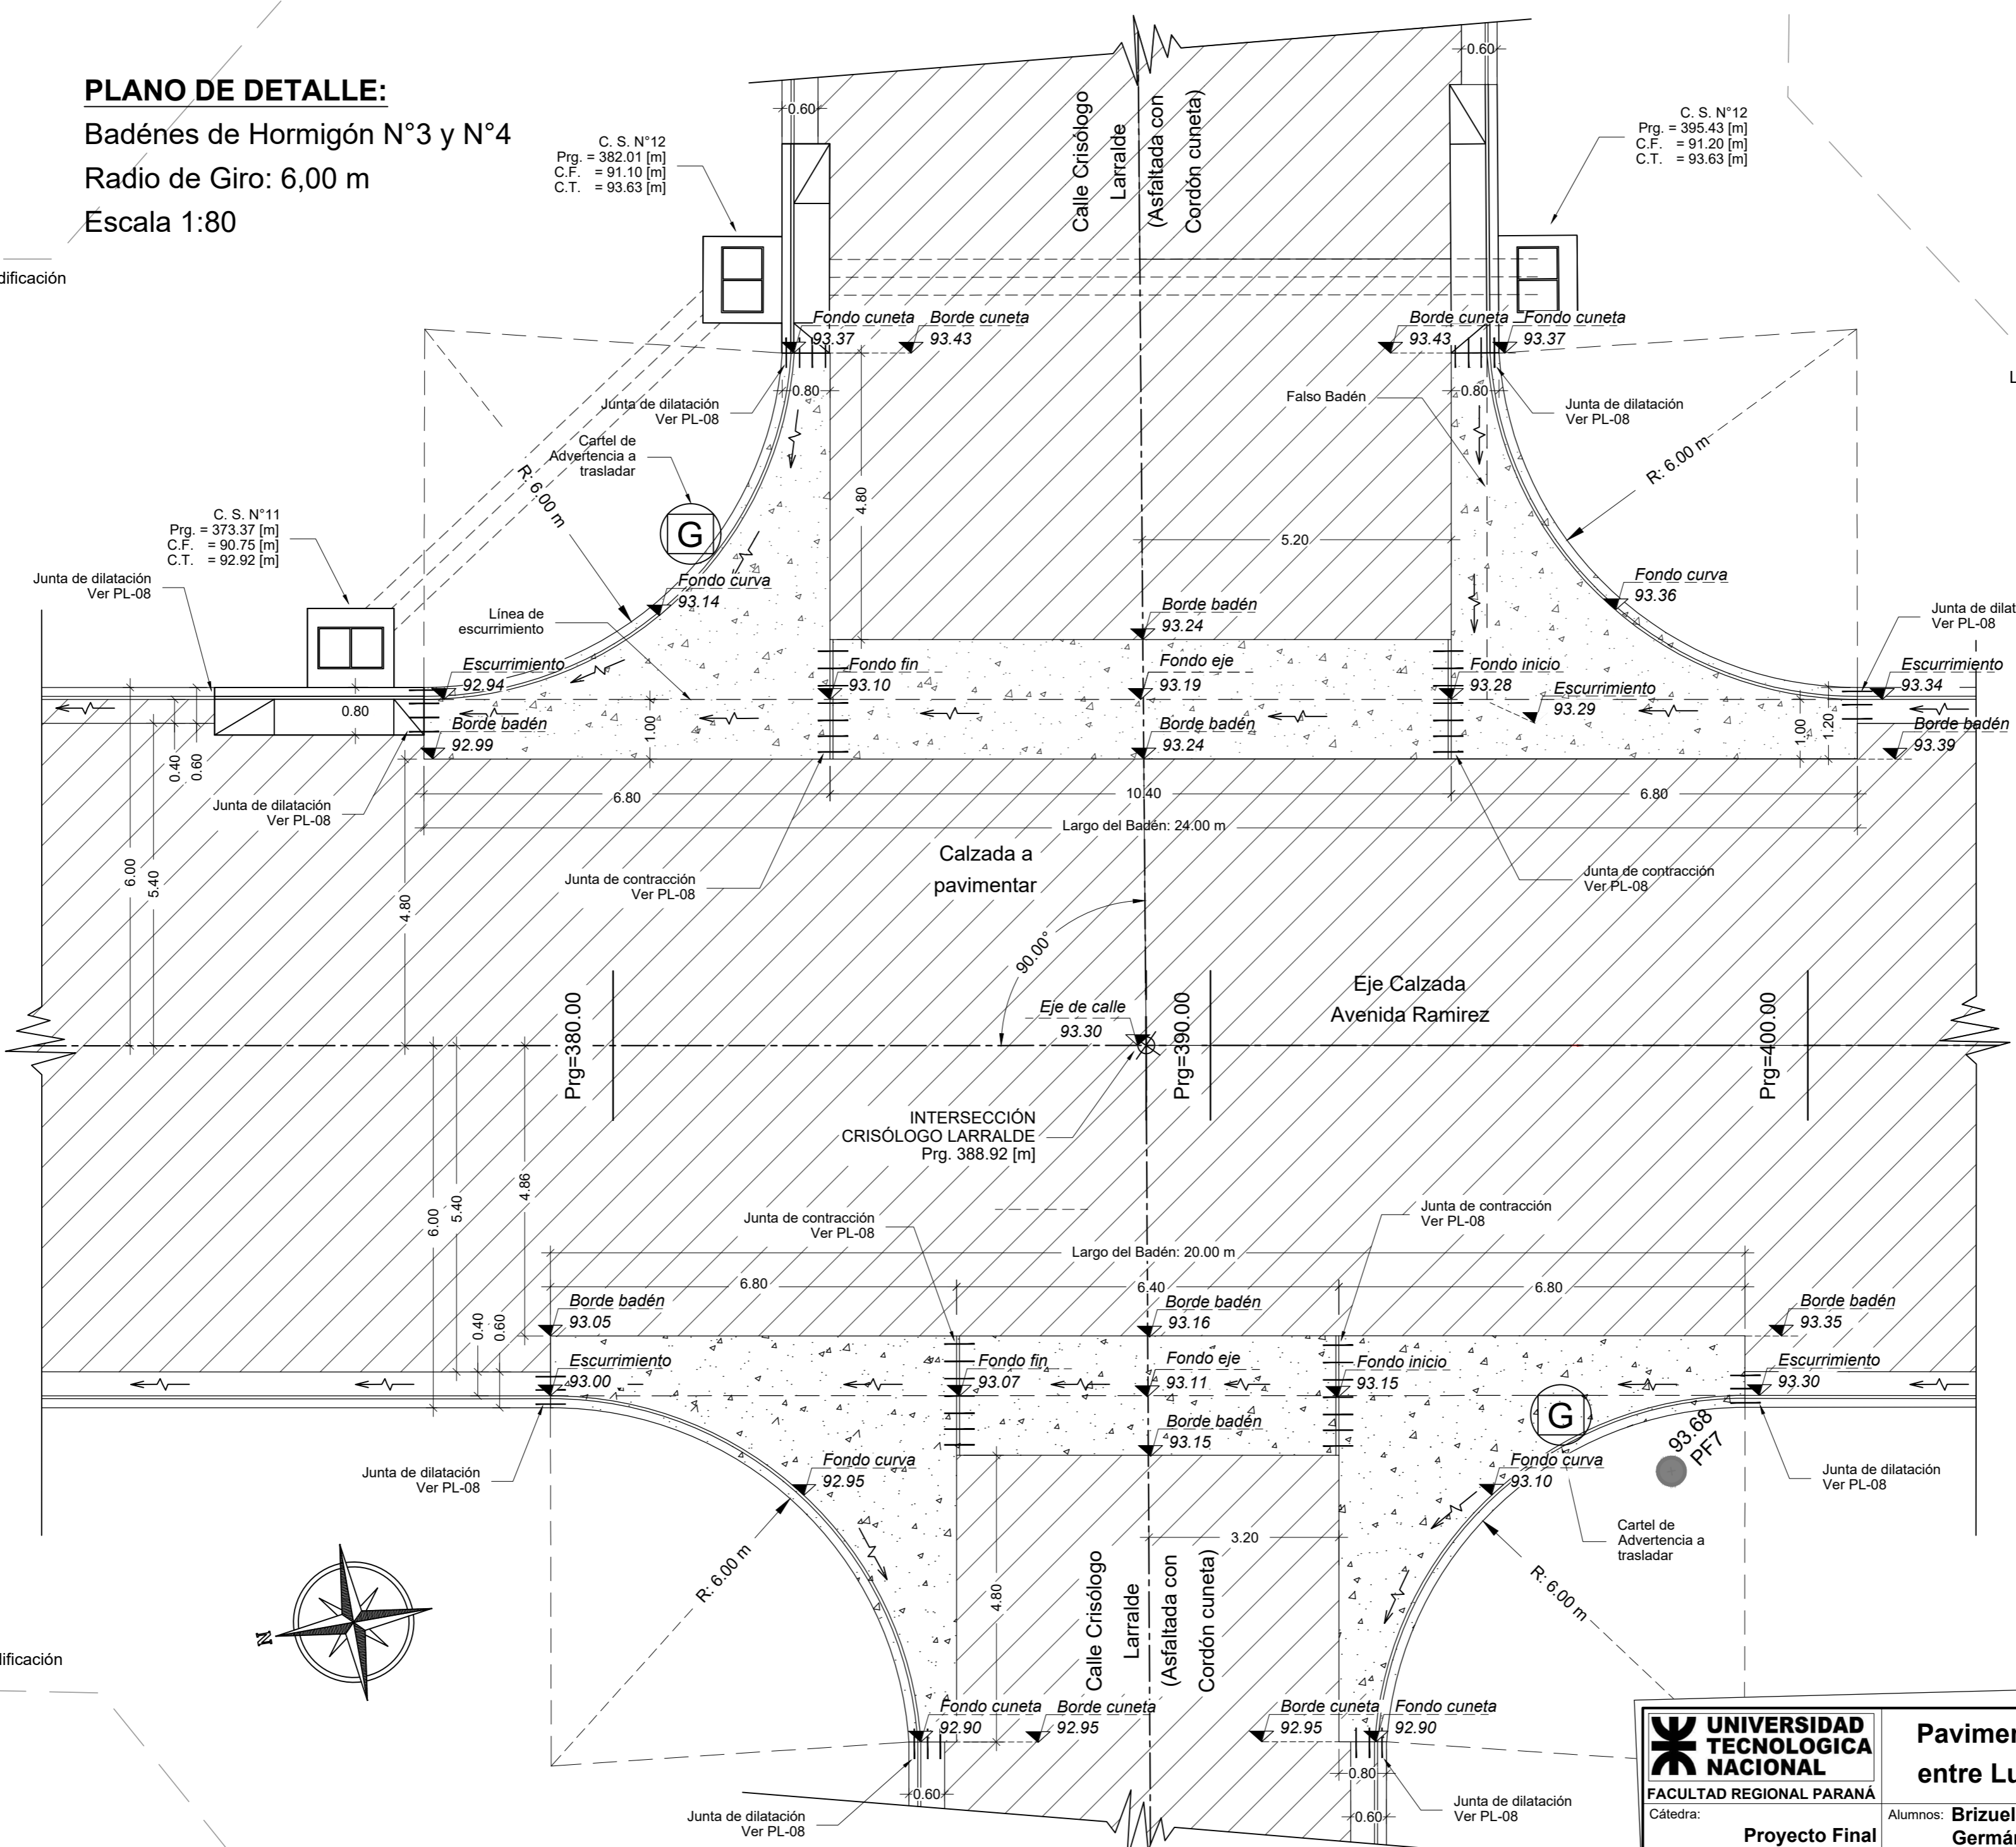 PLANO DE DETALLE:
Badénes de Hormigón N°3 y N°4
Radio de Giro: 6,00 m
Escala 1:80
dificación
C. S. N°12
Prg. = 382.01 [m]
C.F. = 91.10 [m]
C.T. = 93.63 [m]
0.60
Calle Crisólogo
Larralde
(Asfaltada con
Cordón cuneta)
0.60
C. S. N°12
Prg. = 395.43 [m]
C.F. = 91.20 [m]
C.T. = 93.63 [m]
Fondo cuneta
93.37
Borde cuneta
93.43
Borde cuneta
93.43
Fondo cuneta
93.37
0.80
Junta de dilatación
Ver PL-08
Falso Badén
0.80
Junta de dilatación
Ver PL-08
L
Cartel de
Advertencia a
trasladar
G
R: 6.00 m
4.80
R: 6.00 m
C. S. N°11
Prg. = 373.37 [m]
C.F. = 90.75 [m]
C.T. = 92.92 [m]
Junta de dilatación
Ver PL-08
5.20
Fondo curva
93.14
Fondo curva
93.36
Línea de
escurrimiento
Borde badén
93.24
Junta de dilat
Ver PL-08
Escurrimiento
92.94
Fondo fin
93.10
Fondo eje
93.19
Fondo inicio
93.28
Escurrimiento
93.29
Escurrimiento
93.34
0.80
Borde badén
92.99
1.00
Borde badén
93.24
1.00
1.20
Borde badén
93.39
0.40
0.60
Junta de dilatación
Ver PL-08
6.80
10.40
6.80
Largo del Badén: 24.00 m
6.00
5.40
4.80
Junta de contracción
Ver PL-08
Calzada a
pavimentar
Junta de contracción
Ver PL-08
90.00°
Prg=380.00
Eje de calle
93.30
Prg=390.00
Eje Calzada
Avenida Ramirez
Prg=400.00
INTERSECCIÓN
CRISÓLOGO LARRALDE
Prg. 388.92 [m]
6.00
5.40
4.86
Junta de contracción
Ver PL-08
Junta de contracción
Ver PL-08
Largo del Badén: 20.00 m
6.80
6.40
6.80
0.40
0.60
Borde badén
93.05
Borde badén
93.16
Borde badén
93.35
Escurrimiento
93.00
Fondo fin
93.07
Fondo eje
93.11
Fondo inicio
93.15
Escurrimiento
93.30
G
Borde badén
93.15
93.68
PF7
Fondo curva
92.95
Fondo curva
93.10
Junta de dilatación
Ver PL-08
Junta de dilatación
Ver PL-08
3.20
Cartel de
Advertencia a
trasladar
R: 6.00 m
4.80
Calle Crisólogo
Larralde
(Asfaltada con
Cordón cuneta)
R: 6.00 m
N
dificación
Fondo cuneta
92.90
Borde cuneta
92.95
Borde cuneta
92.95
Fondo cuneta
92.90
0.60
0.80
0.60
Junta de dilatación
Ver PL-08
Junta de dilatación
Ver PL-08
UNIVERSIDAD
TECNOLOGICA
NACIONAL
FACULTAD REGIONAL PARANÁ
Pavimen
entre Lu
Cátedra:
Proyecto Final
Alumnos: Brizuel
Germá